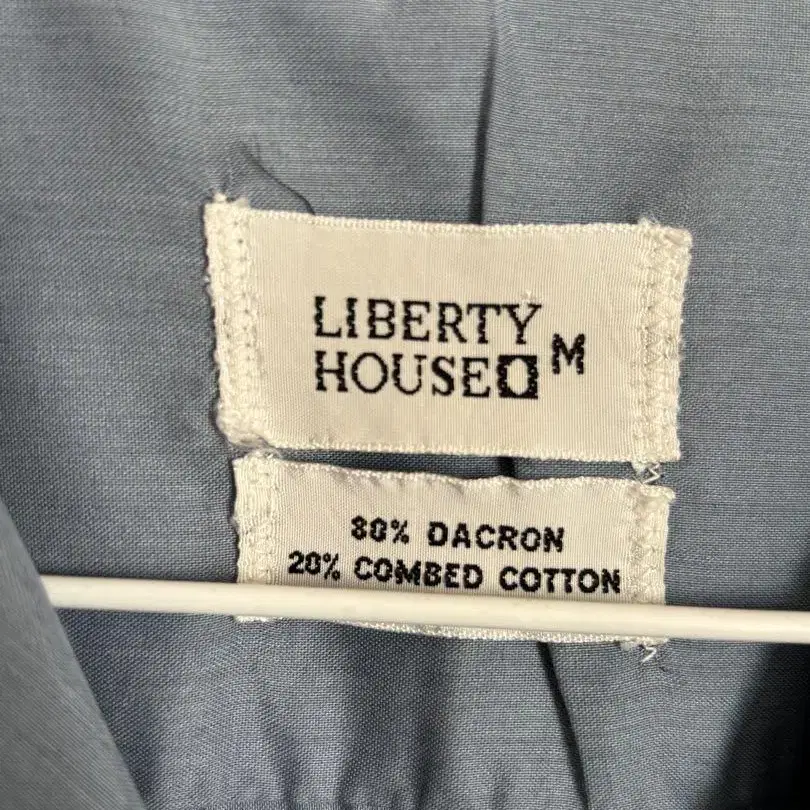 LIBERTY
HOUSE M
80% DACRON
20% COMBED COTTON